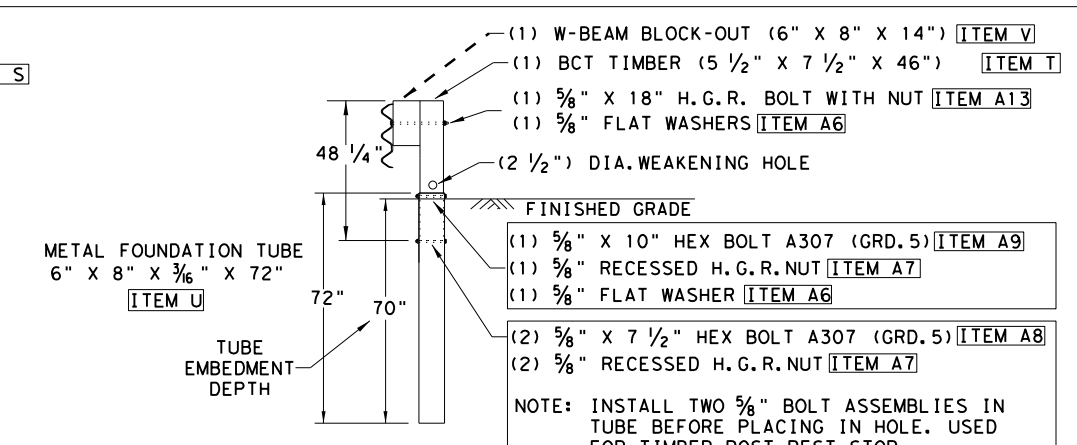 S
(1) W-BEAM BLOCK-OUT (6" X 8" X 14") ITEM V
(1) BCT TIMBER (5 1/2" X 7 1/2" X 46") ITEM T
(1) 5/8" X 18" H.G.R. BOLT WITH NUT ITEM A13
(1) 5/8" FLAT WASHERS ITEM A6
48 1/4"
(2 1/2") DIA. WEAKENING HOLE
FINISHED GRADE
(1) 5/8" X 10" HEX BOLT A307 (GRD.5) ITEM A9
(1) 5/8" RECESSED H.G.R. NUT ITEM A7
(1) 5/8" FLAT WASHER ITEM A6
METAL FOUNDATION TUBE
6" X 8" X 3/16" X 72"
ITEM U
72"
70"
TUBE
EMBEDMENT
DEPTH
(2) 5/8" X 7 1/2" HEX BOLT A307 (GRD.5) ITEM A8
(2) 5/8" RECESSED H.G.R. NUT ITEM A7
NOTE: INSTALL TWO 5/8" BOLT ASSEMBLIES IN
TUBE BEFORE PLACING IN HOLE. USED
FOR TIMBER POST REST STOP